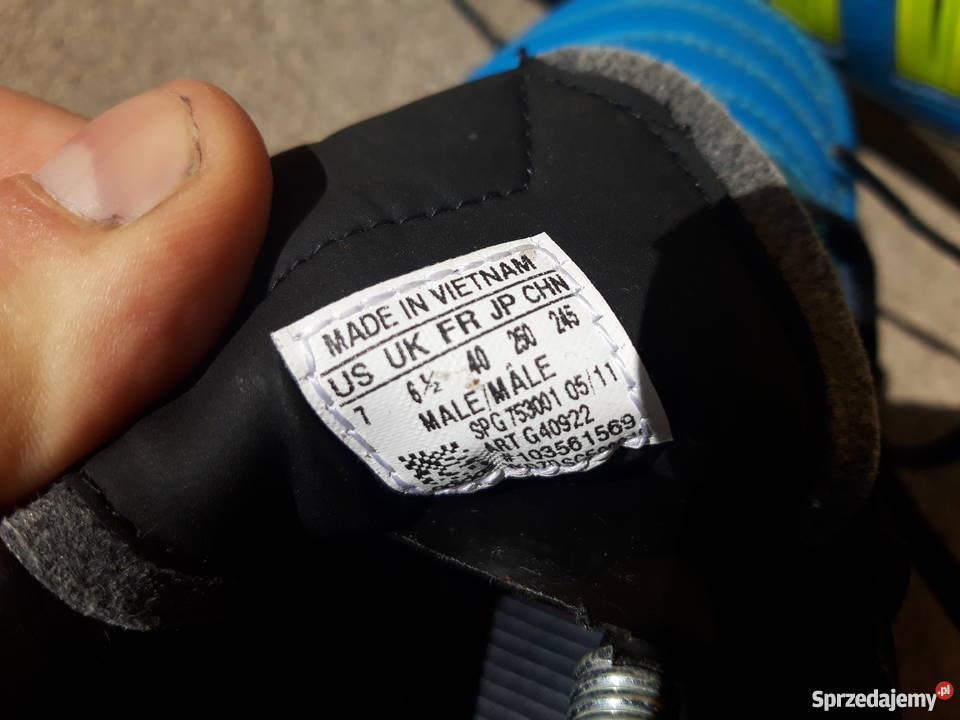 MADE IN VIETNAM
US UK FR JP CHN
7 6½ 40 250 245
MALE/MÂLE
SPG 753001 05/11
ART G40922
103561569
Sprzedajemy.pl